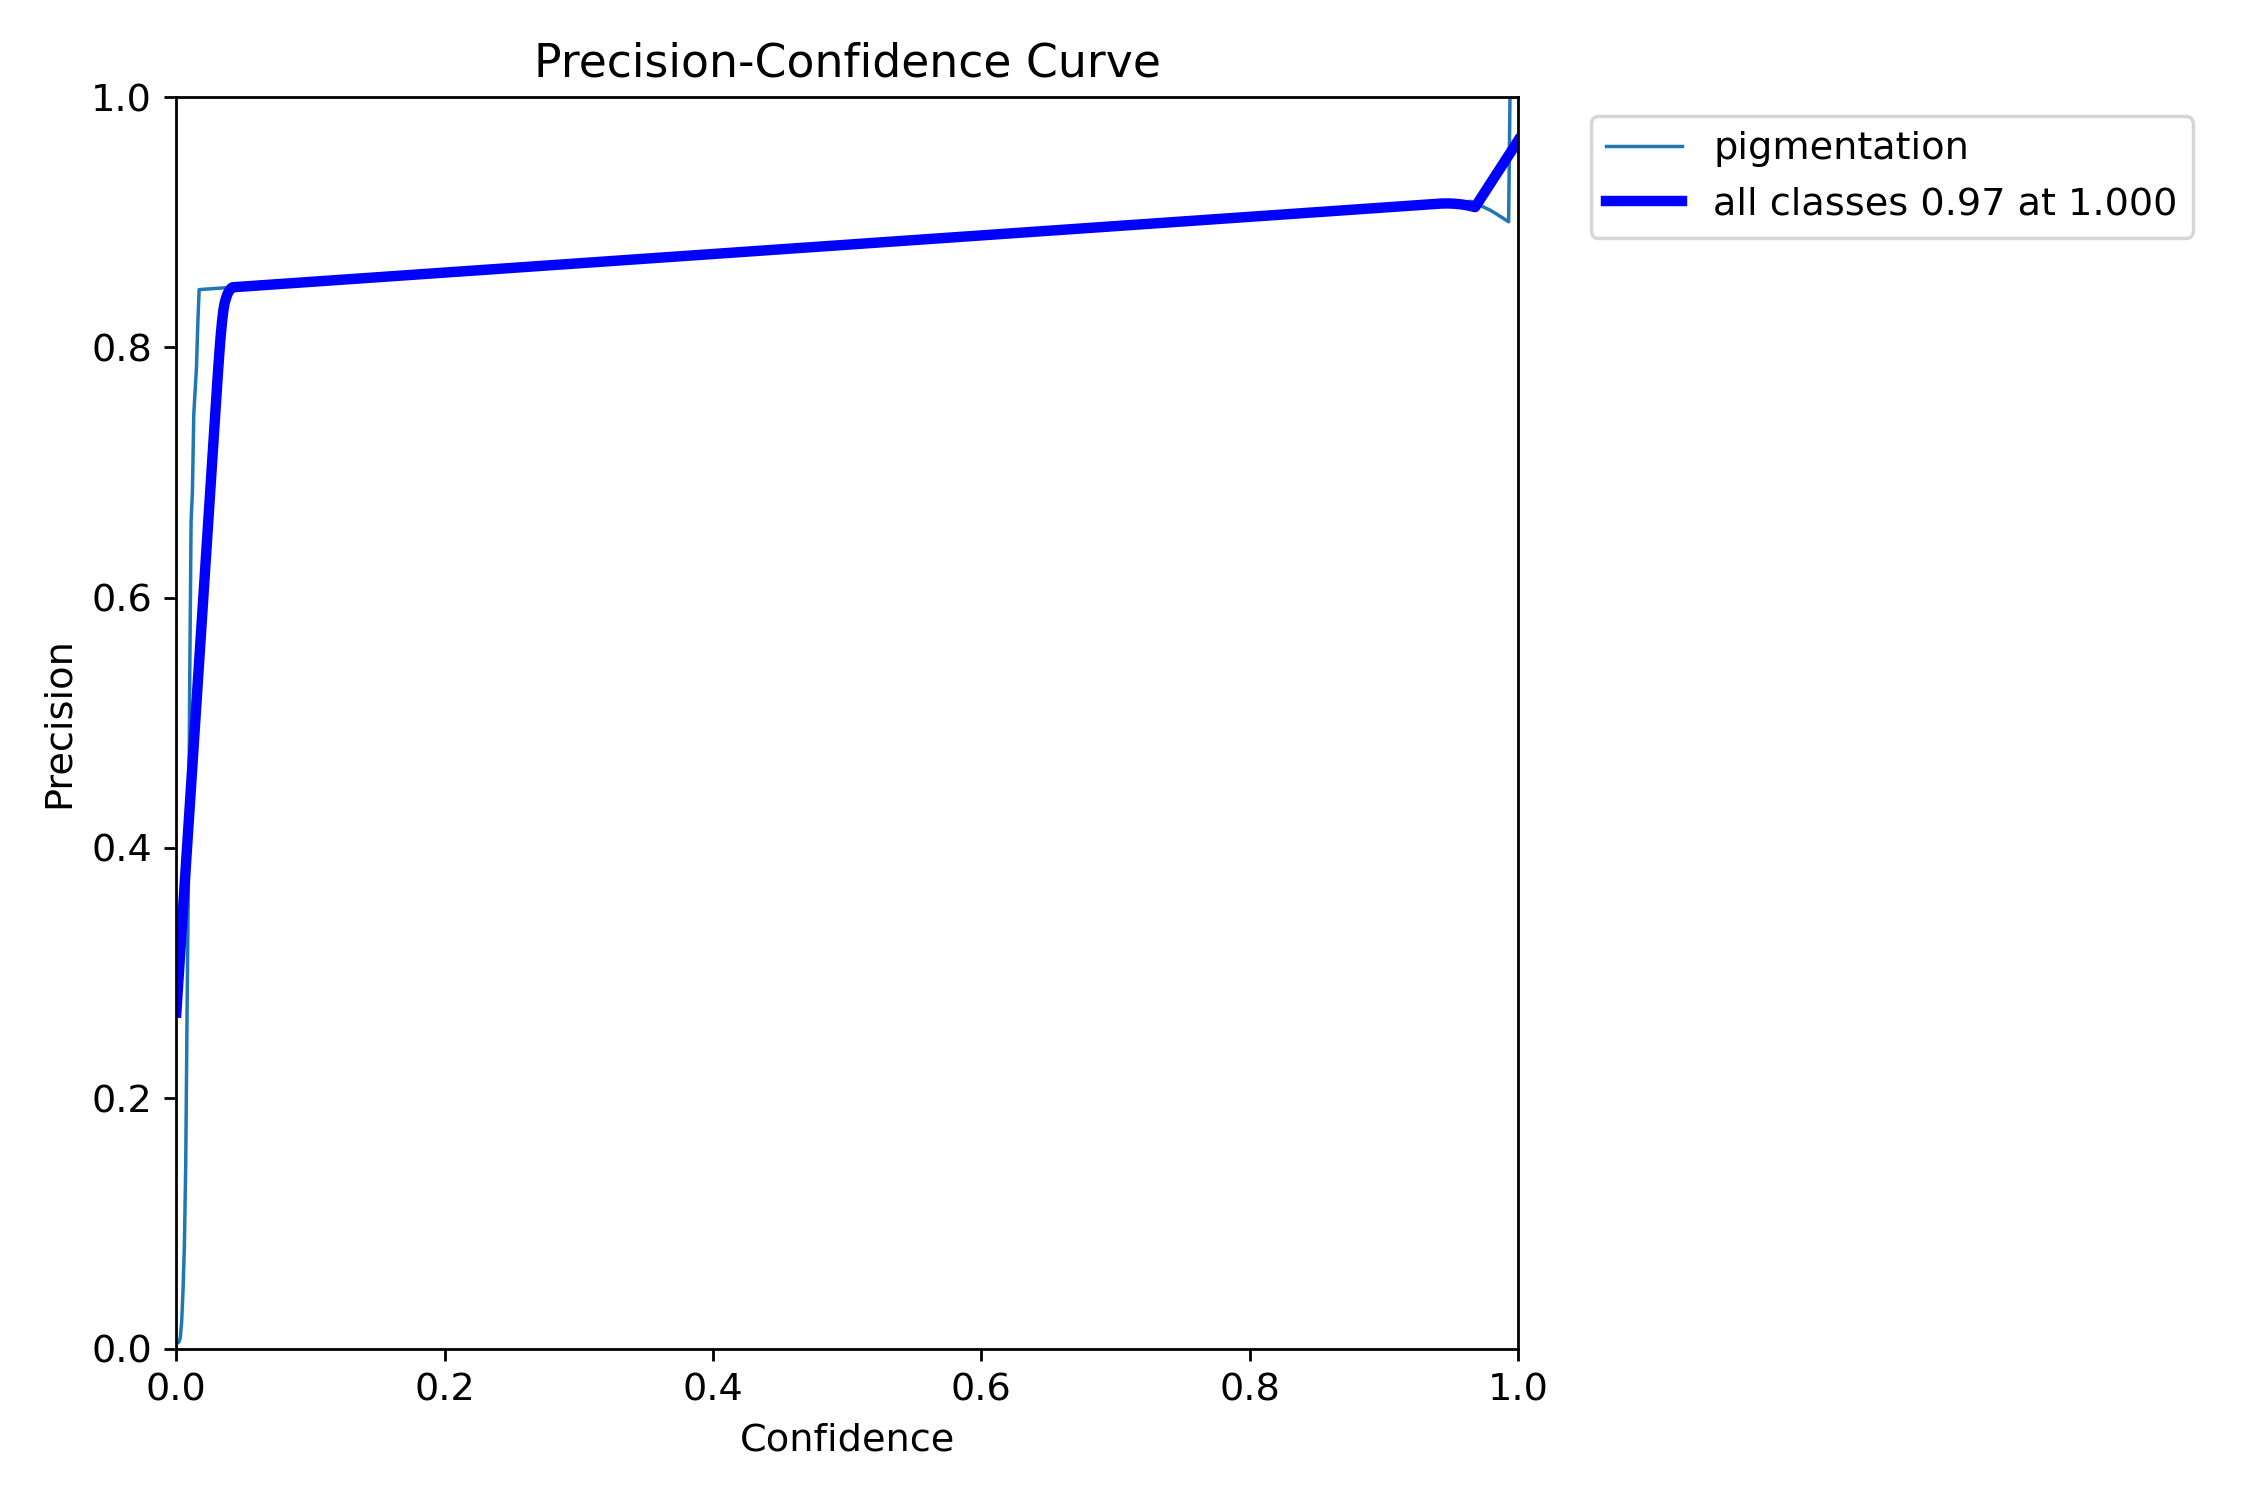 Precision-Confidence Curve
1.0
0.8
0.6
0.4
0.2
0.0
Precision
0.0 0.2 0.4 0.6 0.8 1.0
Confidence
pigmentation
all classes 0.97 at 1.000